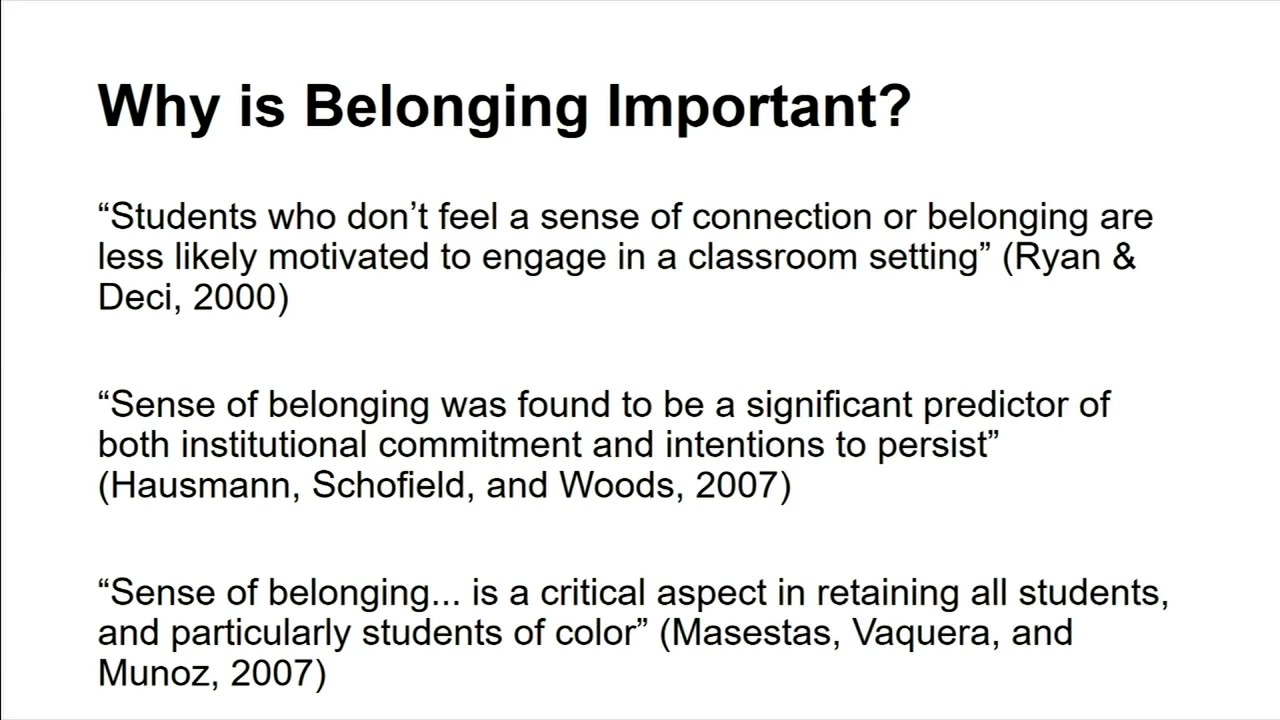 Why is Belonging Important?
“Students who don’t feel a sense of connection or belonging are
less likely motivated to engage in a classroom setting” (Ryan &
Deci, 2000)
“Sense of belonging was found to be a significant predictor of
both institutional commitment and intentions to persist”
(Hausmann, Schofield, and Woods, 2007)
“Sense of belonging... is a critical aspect in retaining all students,
and particularly students of color” (Masestas, Vaquera, and
Munoz, 2007)